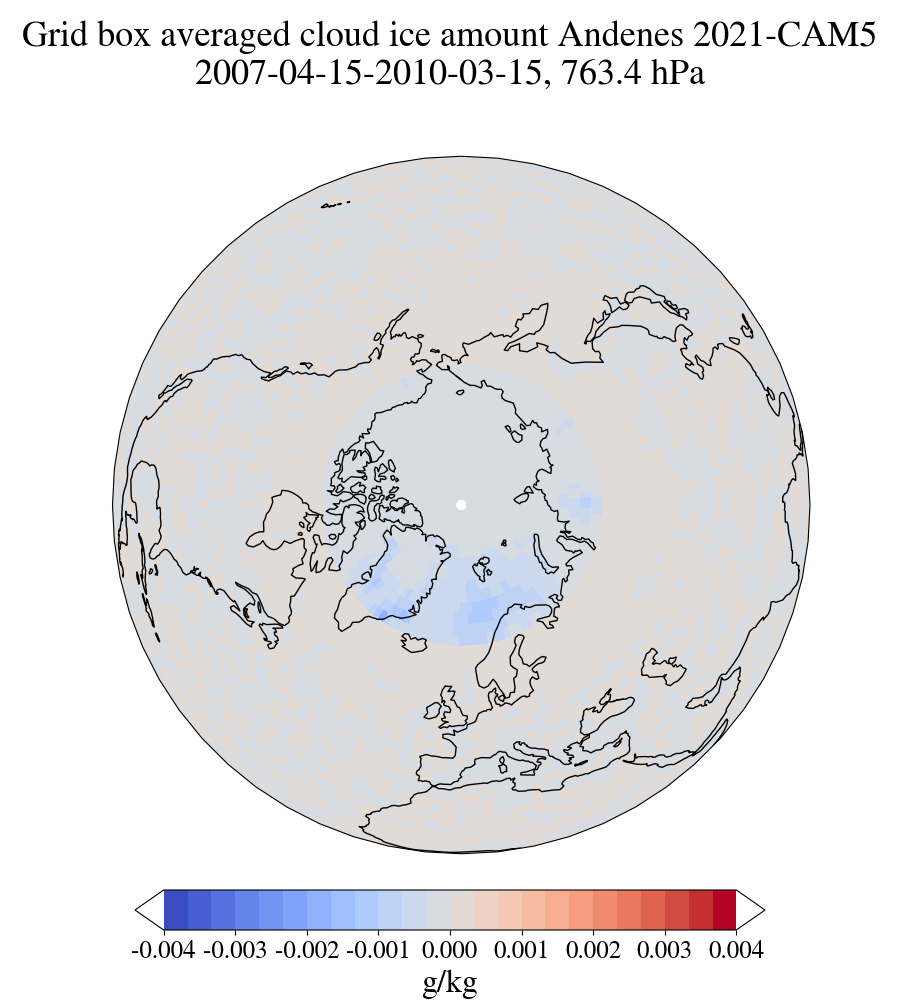 Grid box averaged cloud ice amount Andenes 2021-CAM5
2007-04-15-2010-03-15, 763.4 hPa
-0.004 -0.003 -0.002 -0.001 0.000 0.001 0.002 0.003 0.004
g/kg